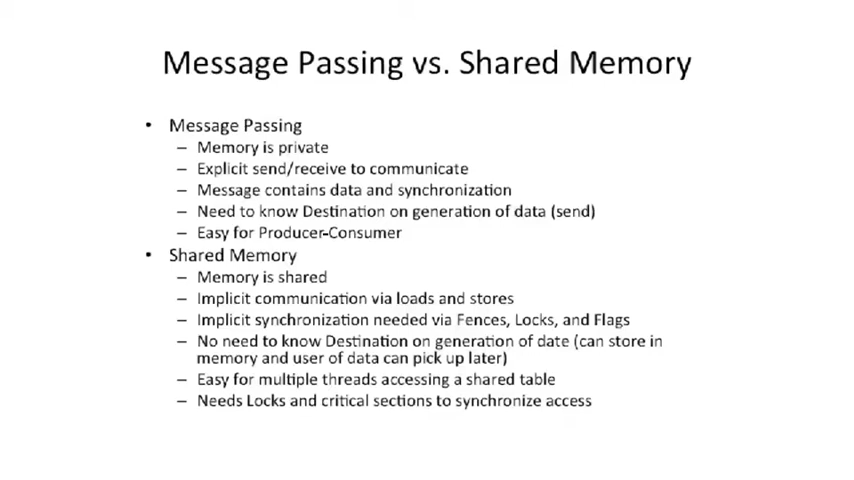 Message Passing vs. Shared Memory
• Message Passing
– Memory is private
– Explicit send/receive to communicate
– Message contains data and synchronization
– Need to know Destination on generation of data (send)
– Easy for Producer-Consumer
• Shared Memory
– Memory is shared
– Implicit communication via loads and stores
– Implicit synchronization needed via Fences, Locks, and Flags
– No need to know Destination on generation of date (can store in
memory and user of data can pick up later)
– Easy for multiple threads accessing a shared table
– Needs Locks and critical sections to synchronize access